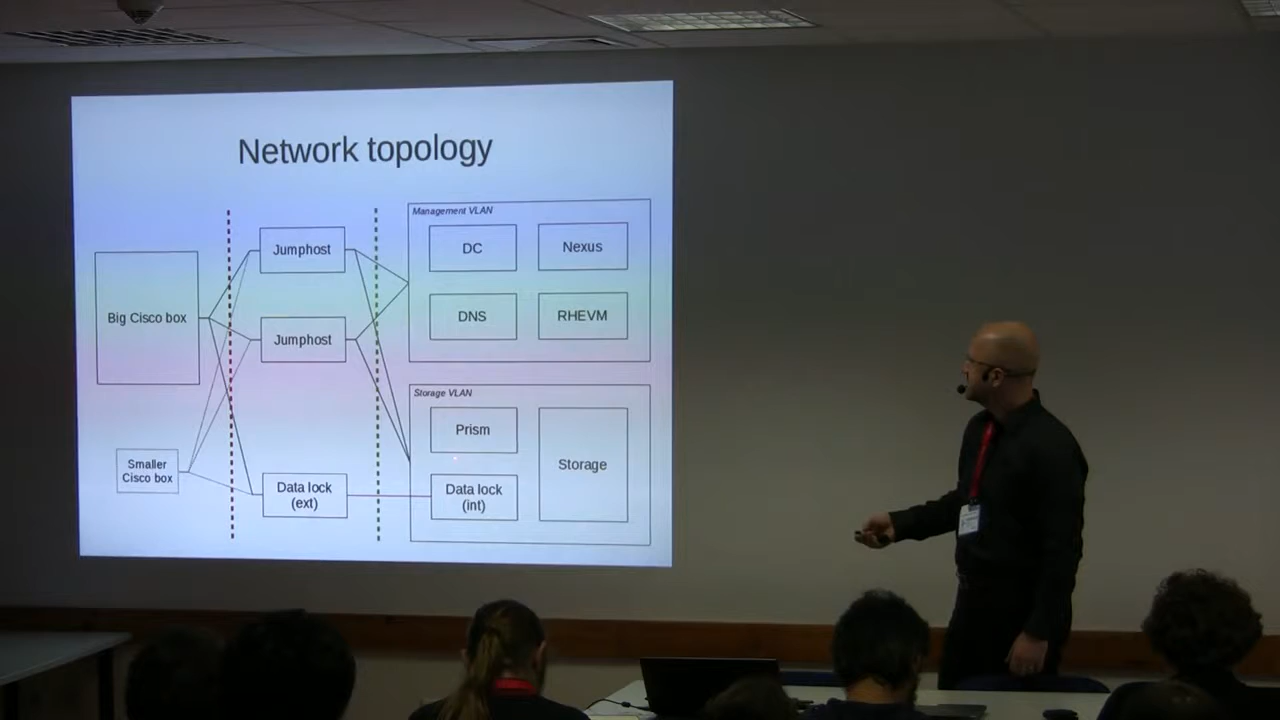 Network topology
Management VLAN
Jumphost
DC
Nexus
Big Cisco box
Jumphost
DNS
RHEVM
Storage VLAN
Prism
Storage
Smaller
Cisco box
Data lock
(ext)
Data lock
(int)